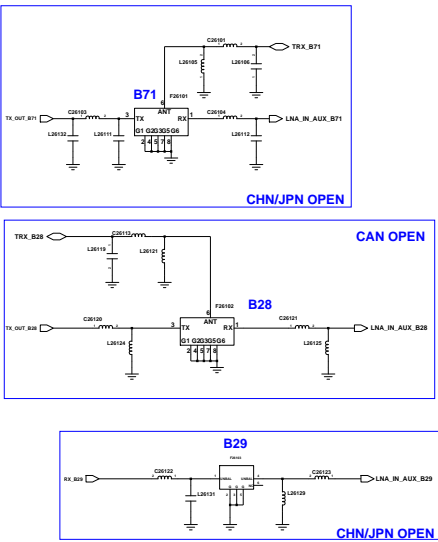 C26101
TRX_B71
L26105
L26106
B71
F26101
6
ANT
TX_OUT_B71
C26103
3
TX
RX
1
C26104
LNA_IN_AUX_B71
L26132
L26111
G1 G2G3G5G6
L26112
2 4 5 7 8
CHN/JPN OPEN
TRX_B28
C26113
CAN OPEN
L26119
L26121
6
F26102
B28
ANT
TX_OUT_B28
C26120
3
TX
RX
1
C26121
LNA_IN_AUX_B28
L26124
G1 G2G3G5G6
L26125
2 4 5 7 8
B29
RX_B29
C26122
C26123
LNA_IN_AUX_B29
L26131
L26129
CHN/JPN OPEN